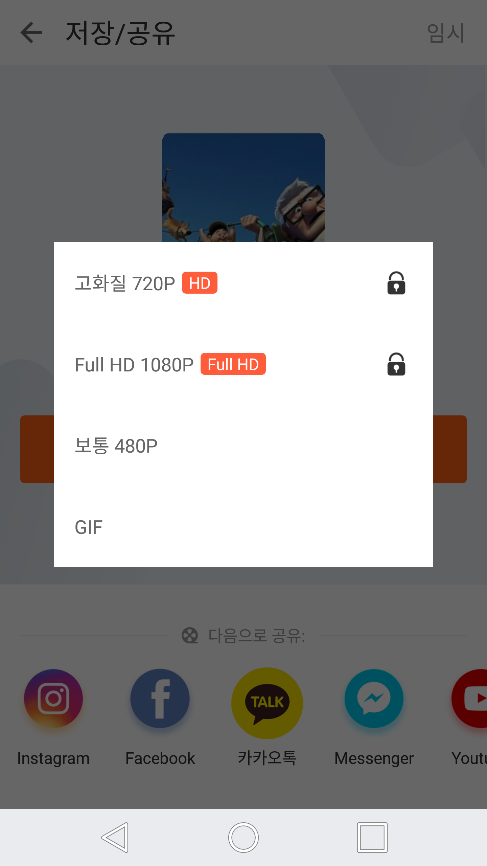 저장/공유
임시
고화질 720P HD
Full HD 1080P Full HD
보통 480P
GIF
다음으로 공유:
TALK
Instagram
Facebook
카카오톡
Messenger
Youtu